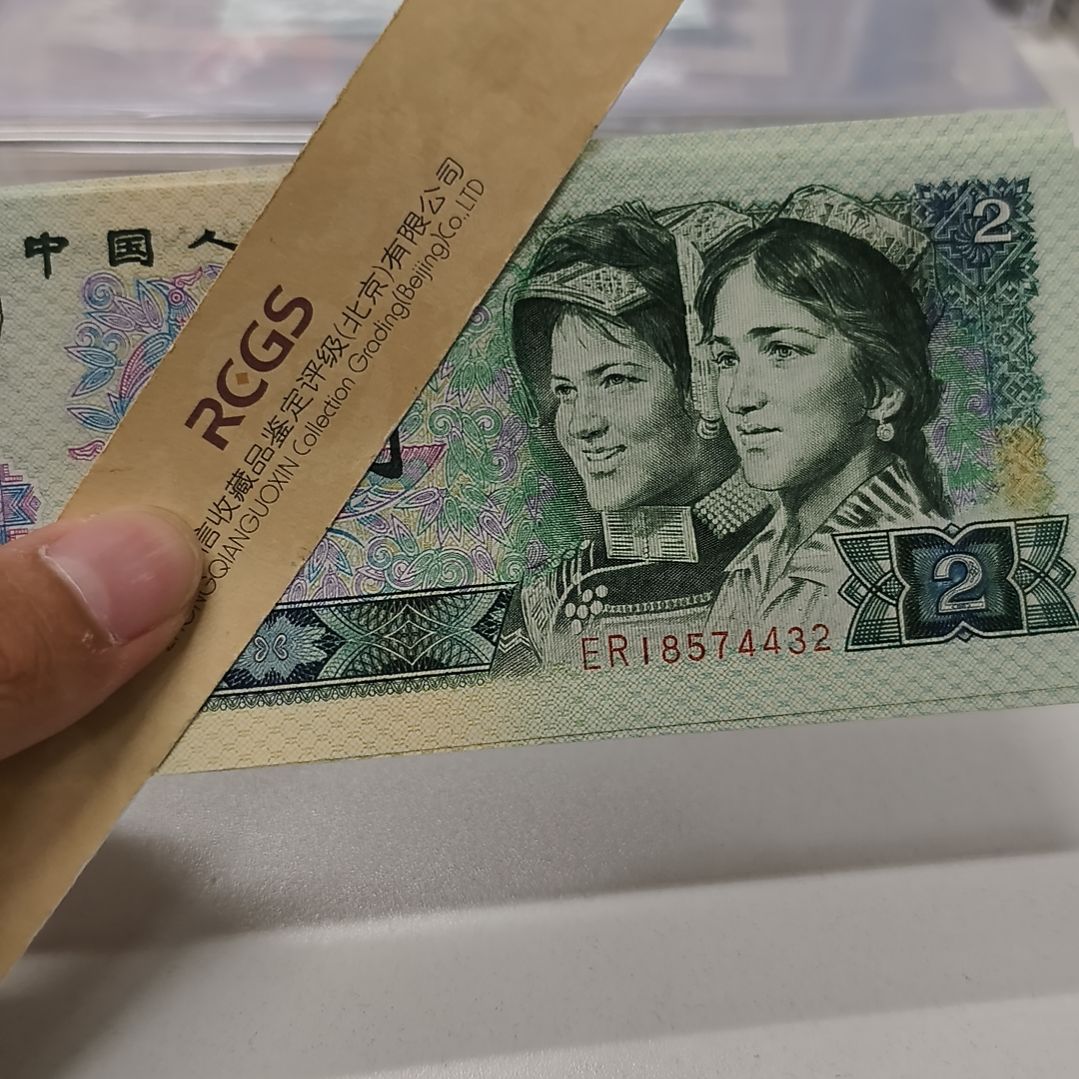 中国人
2
RCGS
信收藏品鉴定评级(北京)有限公司
ONGQIANGUOXIN Collection Grading(Beijing)Co.,LTD
2
ER18574432